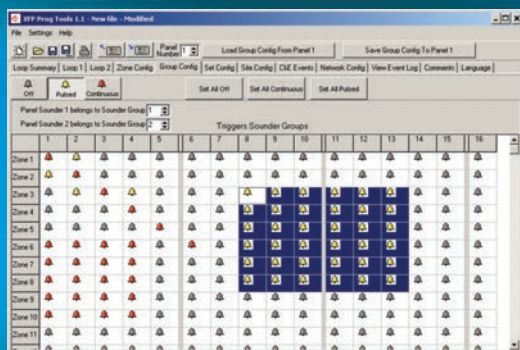 XFP Prog Tools 1.1 - New file - Modified
File Settings Help
Panel Number 1 Load Group Config From Panel 1 Save Group Config To Panel 1
Loop Summary Loop 1 Loop 2 Zone Config Group Config Set Config Site Config C&E Events Network Config View Event Log Comments Language
Off Pulsed Continuous Set All Off Set All Continuous Set All Pulsed
Panel Sounder 1 belongs to Sounder Group 1
Panel Sounder 2 belongs to Sounder Group 2 Triggers Sounder Groups
1 2 3 4 5 6 7 8 9 10 11 12 13 14 15 16
Zone 1
Zone 2
Zone 3
Zone 4
Zone 5
Zone 6
Zone 7
Zone 8
Zone 9
Zone 10
Zone 11